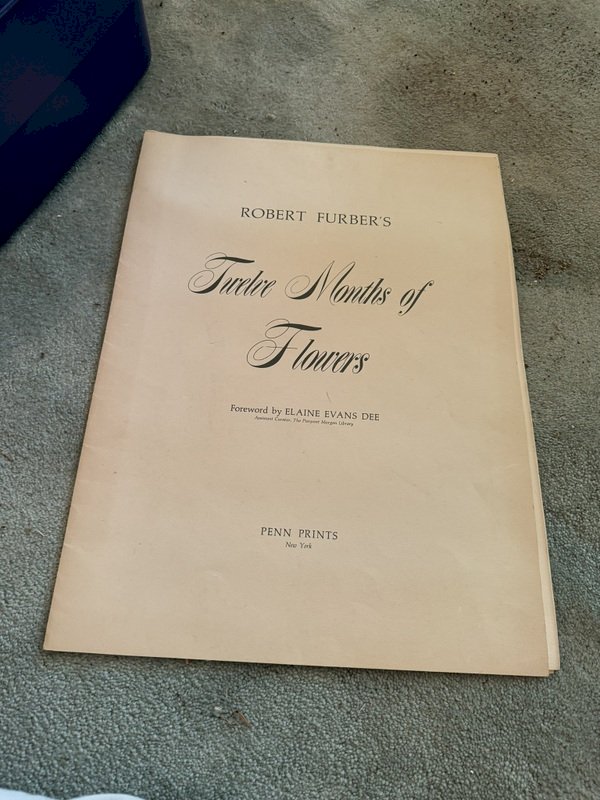 ROBERT FURBER'S
Twelve Months of
Flowers
Foreword by ELAINE EVANS DEE
Assistant Curator, The Pierpont Morgan Library
PENN PRINTS
New York